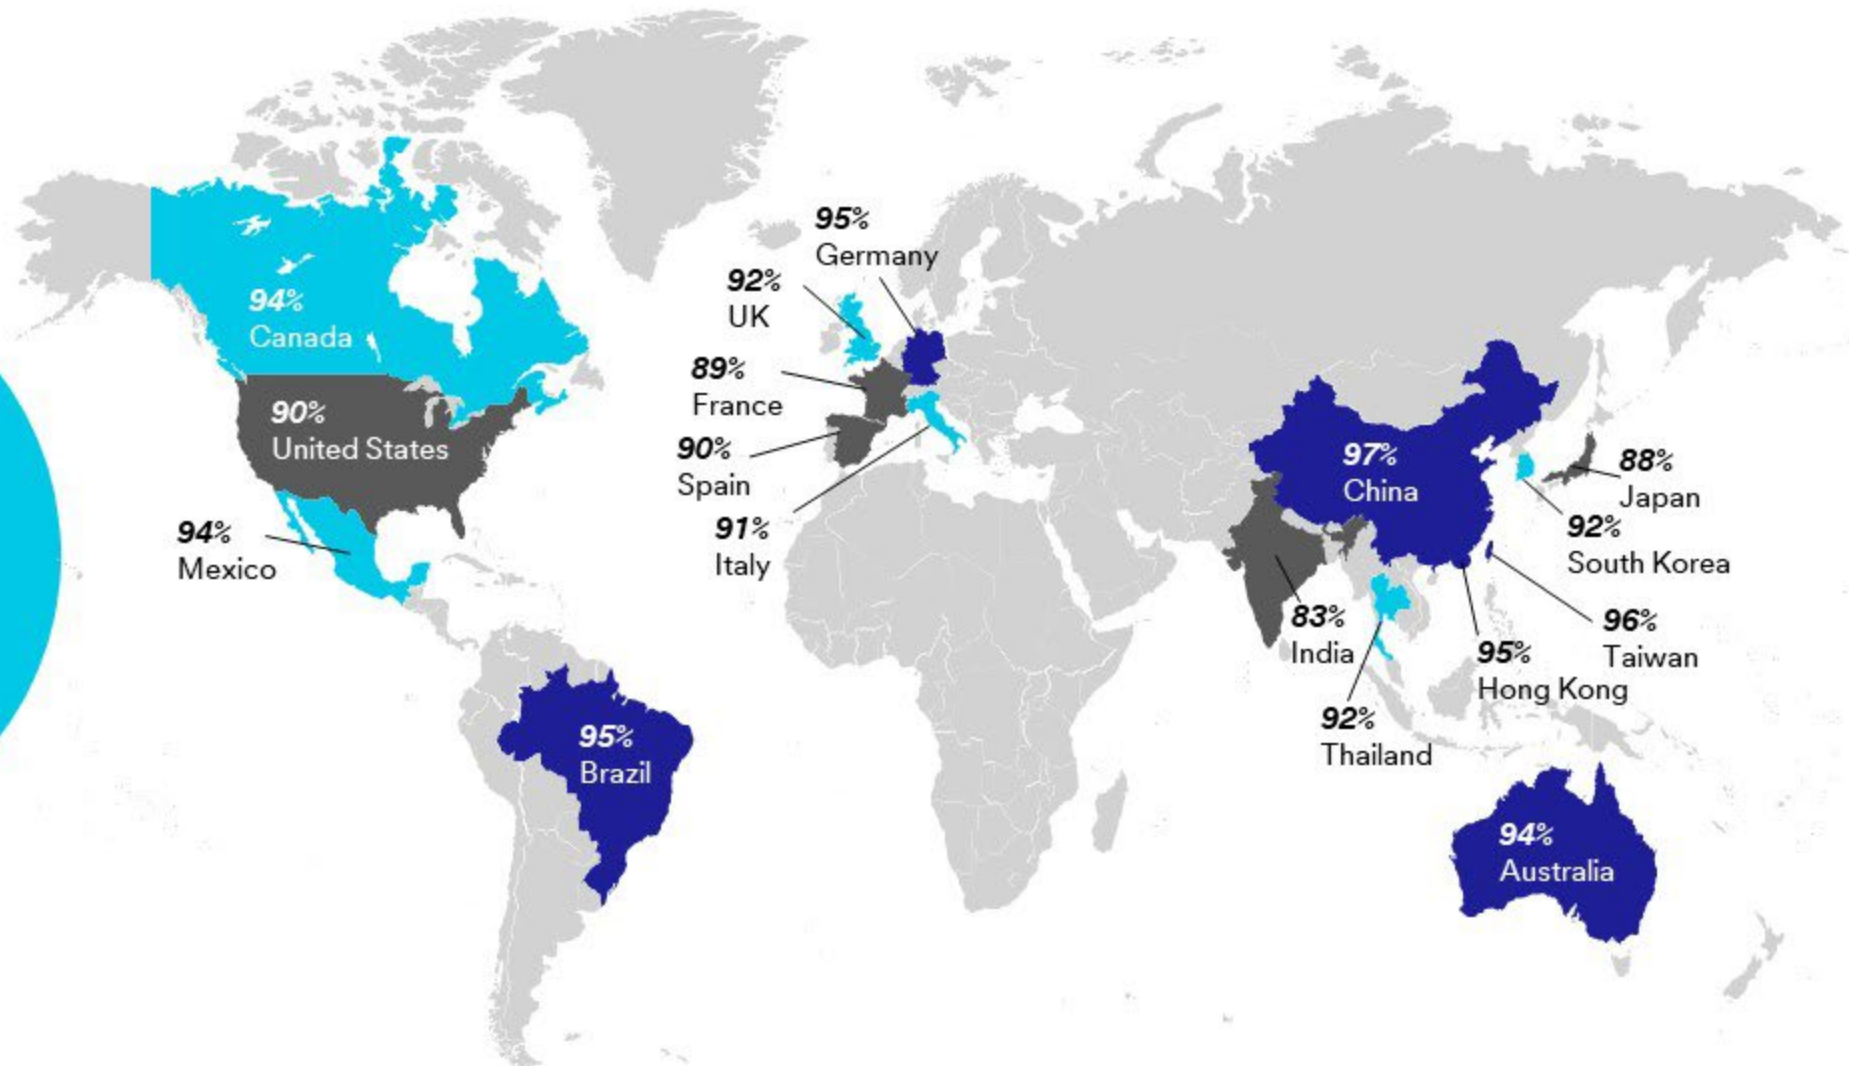 95%
Germany
92%
UK
94%
Canada
89%
France
90%
United States
90%
Spain
97%
China
88%
Japan
94%
Mexico
91%
Italy
92%
South Korea
83%
India
96%
Taiwan
95%
Hong Kong
92%
Thailand
95%
Brazil
94%
Australia